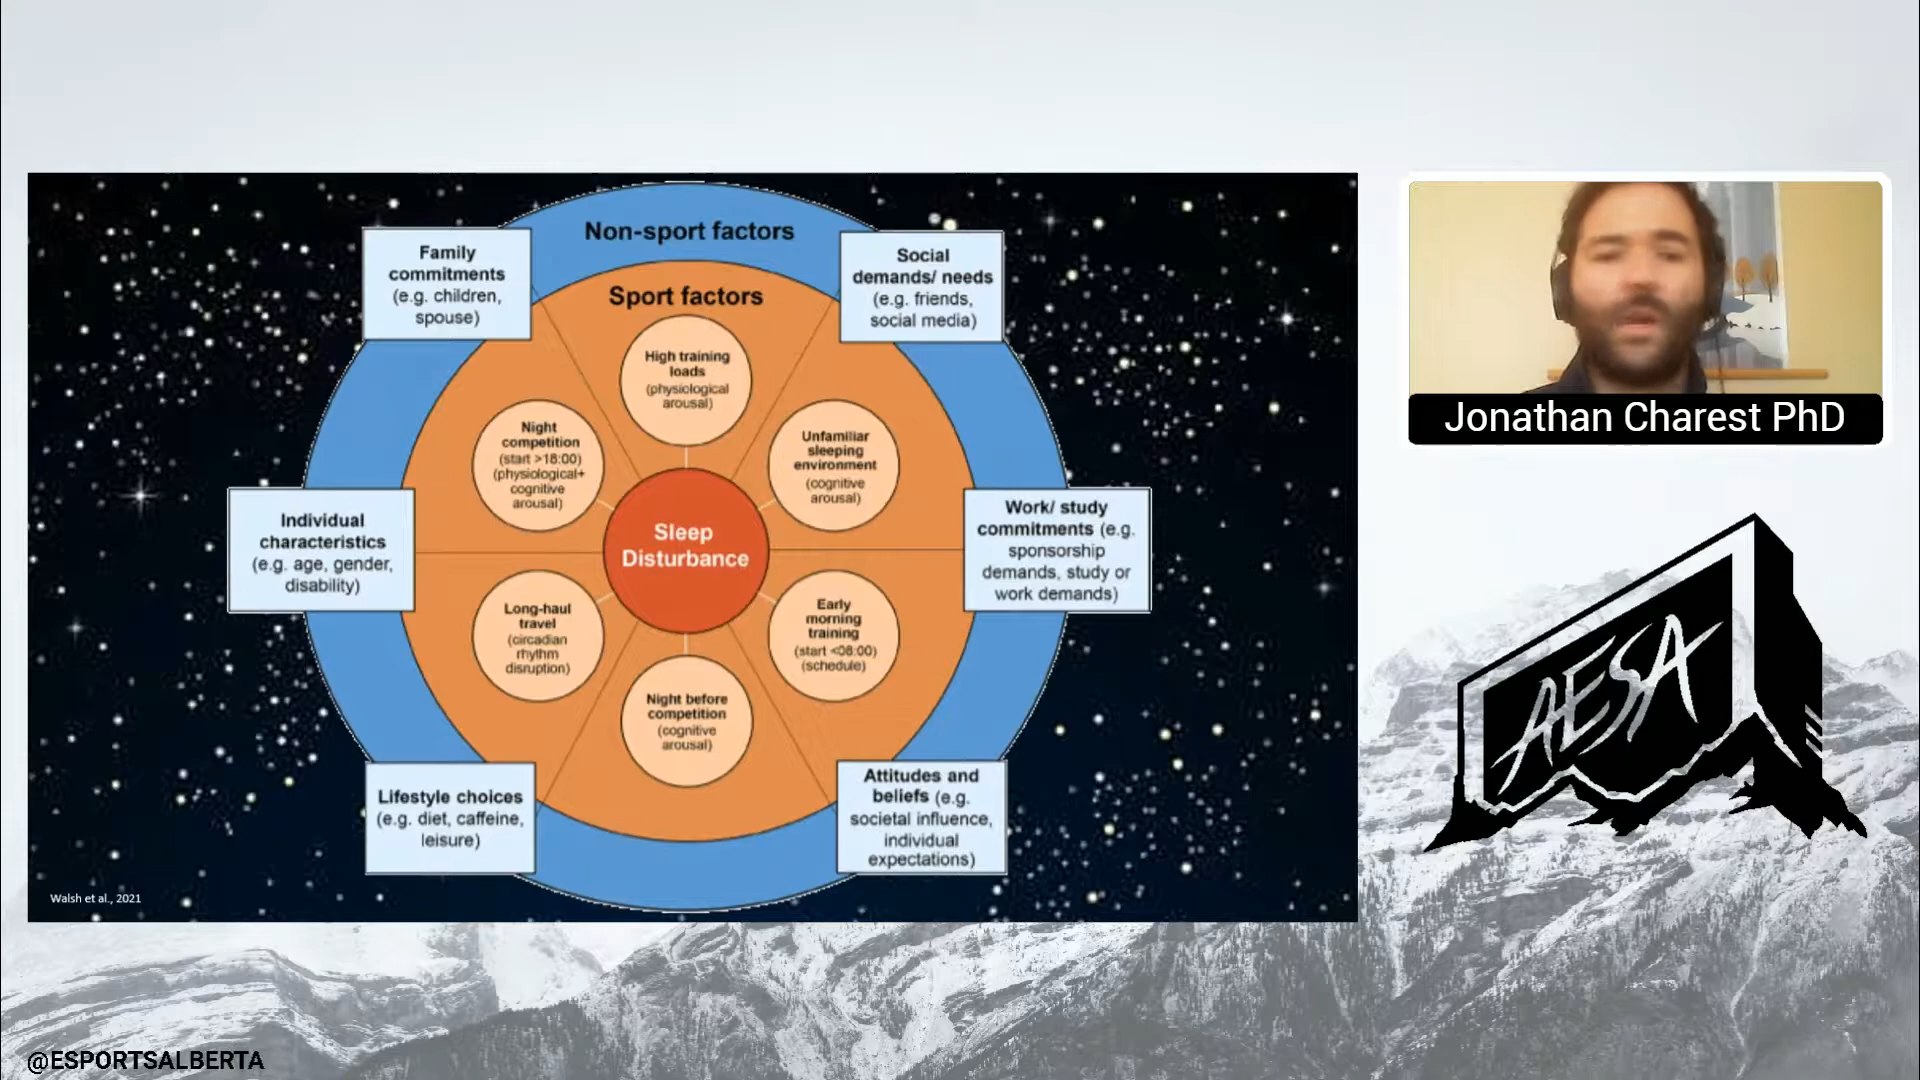 Non-sport factors
Sport factors
Family
commitments
(e.g. children,
spouse)
Social
demands/ needs
(e.g. friends,
social media)
High training
loads
(physiological
arousal)
Night
competition
(start >18:00)
(physiological+
cognitive
arousal)
Unfamiliar
sleeping
environment
(cognitive
arousal)
Individual
characteristics
(e.g. age, gender,
disability)
Sleep
Disturbance
Work/ study
commitments (e.g.
sponsorship
demands, study or
work demands)
Long-haul
travel
(circadian
rhythm
disruption)
Early
morning
training
(start <08:00)
(schedule)
Night before
competition
(cognitive
arousal)
Lifestyle choices
(e.g. diet, caffeine,
leisure)
Attitudes and
beliefs (e.g.
societal influence,
individual
expectations)
Walsh et al., 2021
Jonathan Charest PhD
AESA
@ESPORTSALBERTA